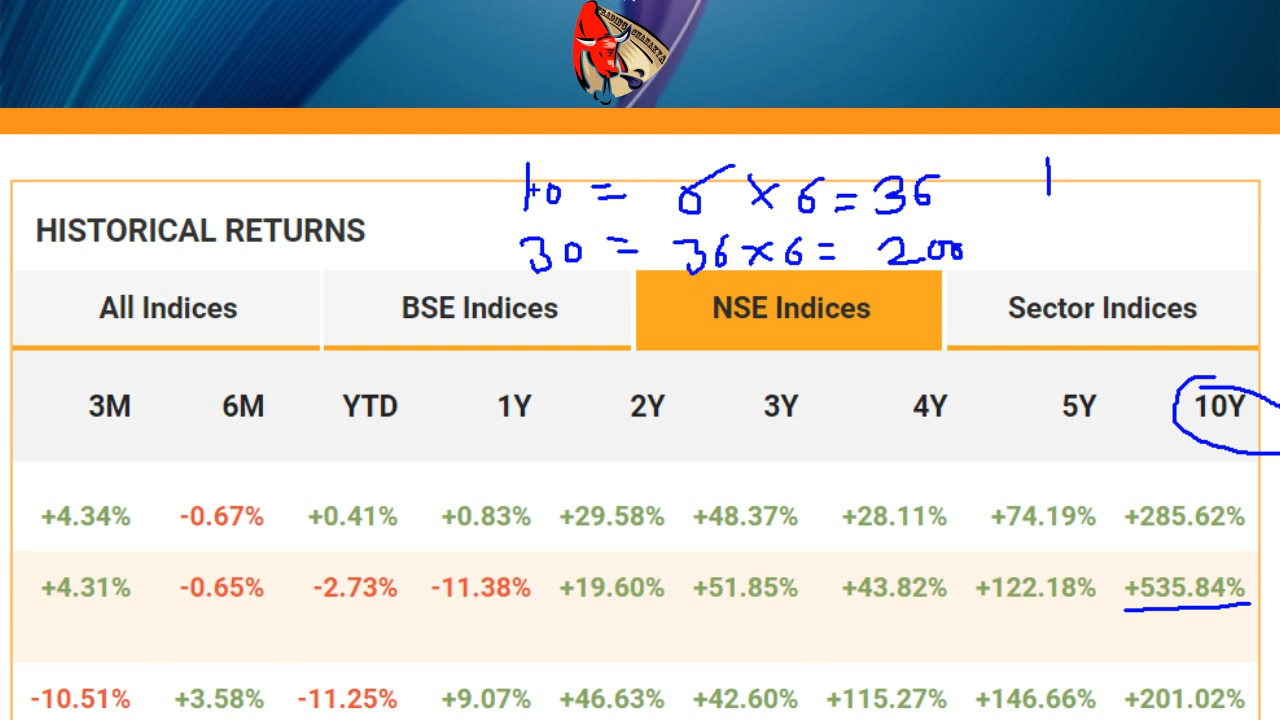 TRADING CHANAKYA
10 = 6 × 6 = 36
HISTORICAL RETURNS
30 = 36 × 6 = 200
All Indices BSE Indices NSE Indices Sector Indices
3M 6M YTD 1Y 2Y 3Y 4Y 5Y 10Y
+4.34% -0.67% +0.41% +0.83% +29.58% +48.37% +28.11% +74.19% +285.62%
+4.31% -0.65% -2.73% -11.38% +19.60% +51.85% +43.82% +122.18% +535.84%
-10.51% +3.58% -11.25% +9.07% +46.63% +42.60% +115.27% +146.66% +201.02%